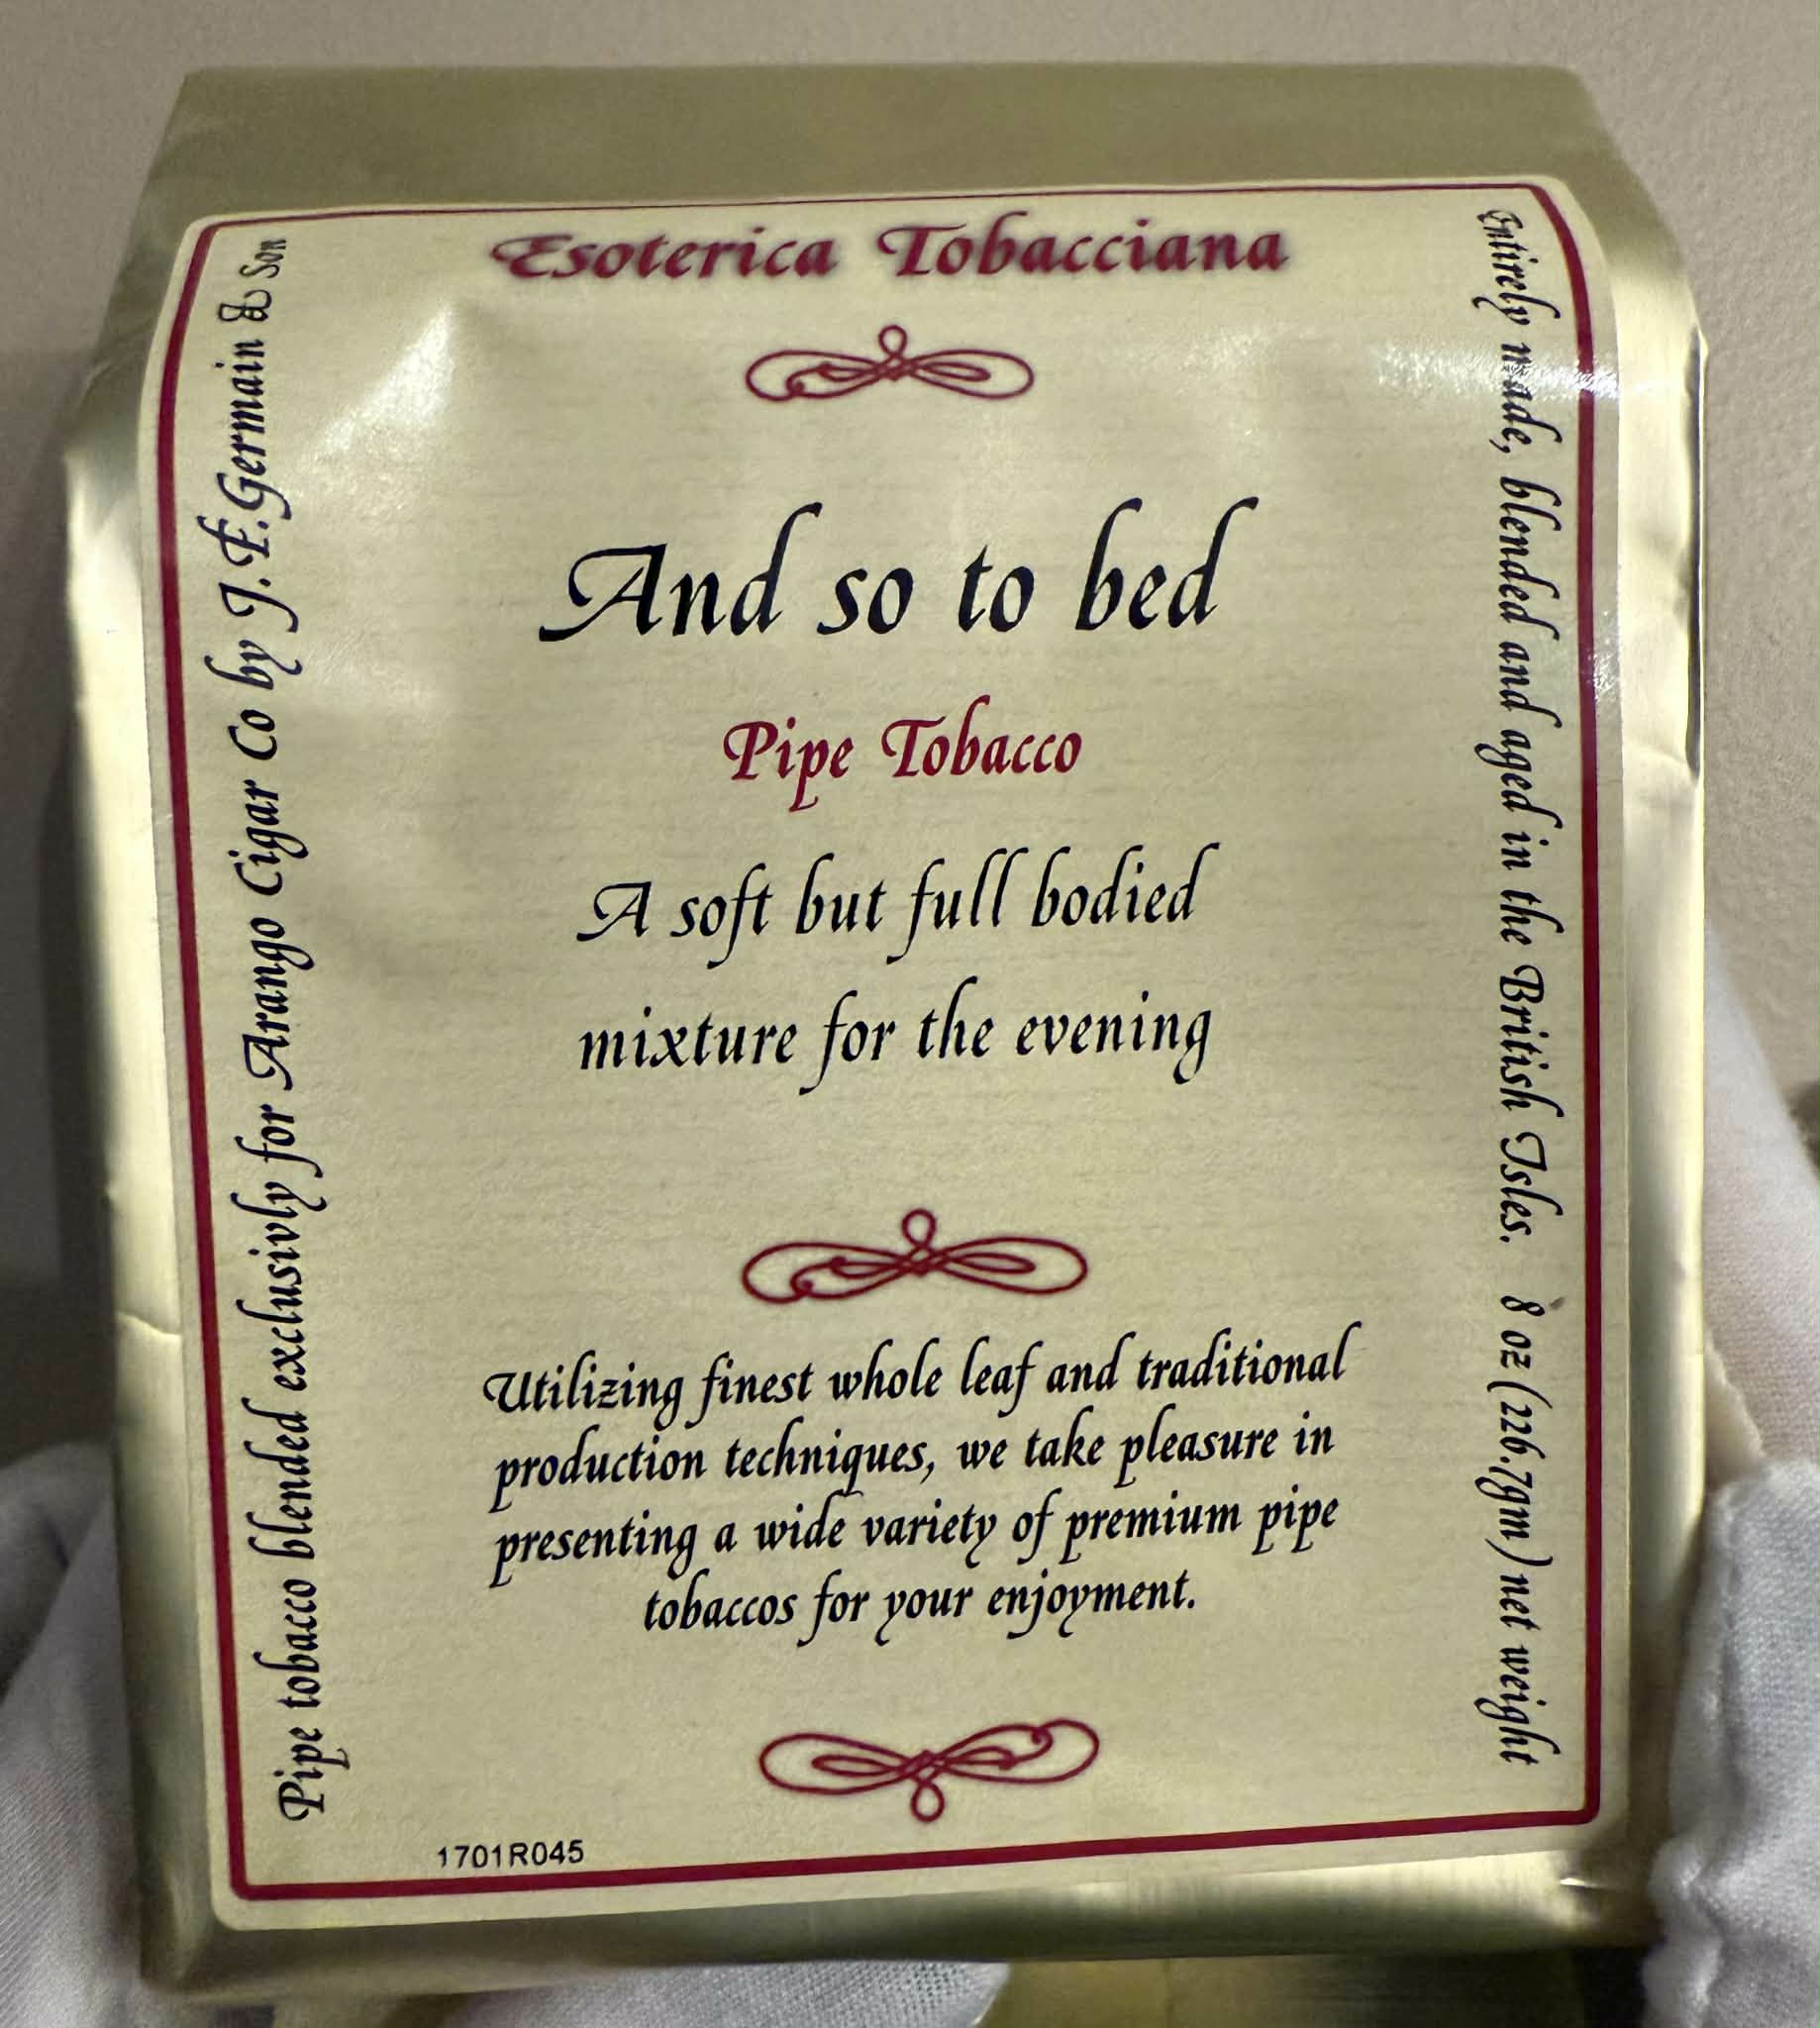 Esoterica Tobacciana
And so to bed
Pipe Tobacco
A soft but full bodied
mixture for the evening
Utilizing finest whole leaf and traditional
production techniques, we take pleasure in
presenting a wide variety of premium pipe
tobaccos for your enjoyment.
1701R045
Pipe tobacco blended exclusivly for Arango Cigar Co by J.F.Germain & Son
Entirely made, blended and aged in the British Isles. 8 oz (226.7gm) net weight